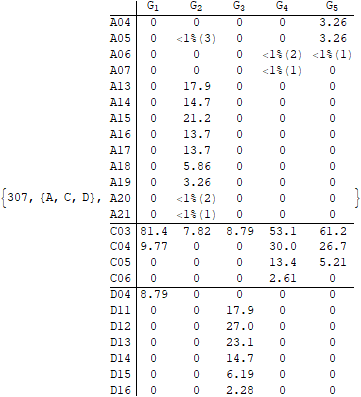 G1 G2 G3 G4 G5
A04 0 0 0 0 3.26
A05 0 <1%(3) 0 0 3.26
A06 0 0 0 <1%(2) <1%(1)
A07 0 0 0 <1%(1) 0
A13 0 17.9 0 0 0
A14 0 14.7 0 0 0
A15 0 21.2 0 0 0
A16 0 13.7 0 0 0
A17 0 13.7 0 0 0
A18 0 5.86 0 0 0
A19 0 3.26 0 0 0
{307, {A, C, D}, A20 0 <1%(2) 0 0 0 }
A21 0 <1%(1) 0 0 0
C03 81.4 7.82 8.79 53.1 61.2
C04 9.77 0 0 30.0 26.7
C05 0 0 0 13.4 5.21
C06 0 0 0 2.61 0
D04 8.79 0 0 0 0
D11 0 0 17.9 0 0
D12 0 0 27.0 0 0
D13 0 0 23.1 0 0
D14 0 0 14.7 0 0
D15 0 0 6.19 0 0
D16 0 0 2.28 0 0